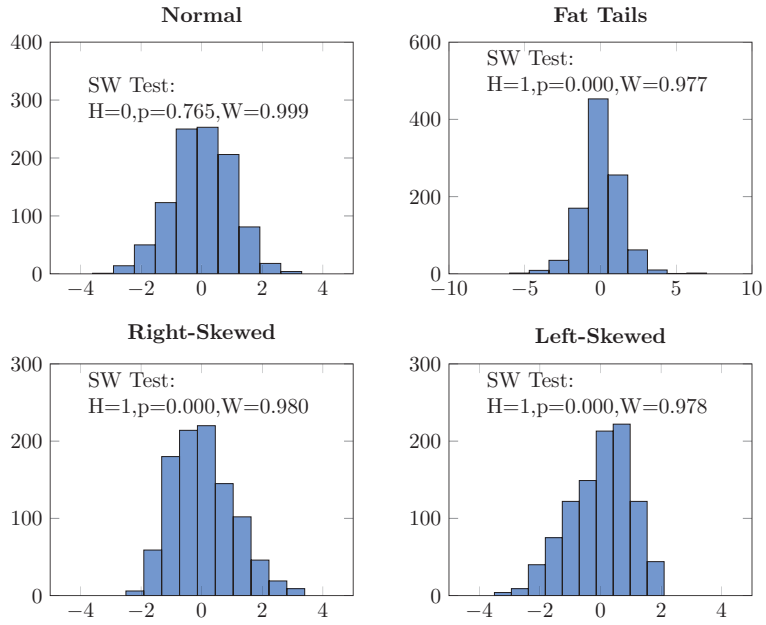 Normal
400
300
200
100
0
SW Test:
H=0,p=0.765,W=0.999
−4 −2 0 2 4
Fat Tails
600
400
200
0
SW Test:
H=1,p=0.000,W=0.977
−10 −5 0 5 10
Right-Skewed
300
200
100
0
SW Test:
H=1,p=0.000,W=0.980
−4 −2 0 2 4
Left-Skewed
300
200
100
0
SW Test:
H=1,p=0.000,W=0.978
−4 −2 0 2 4